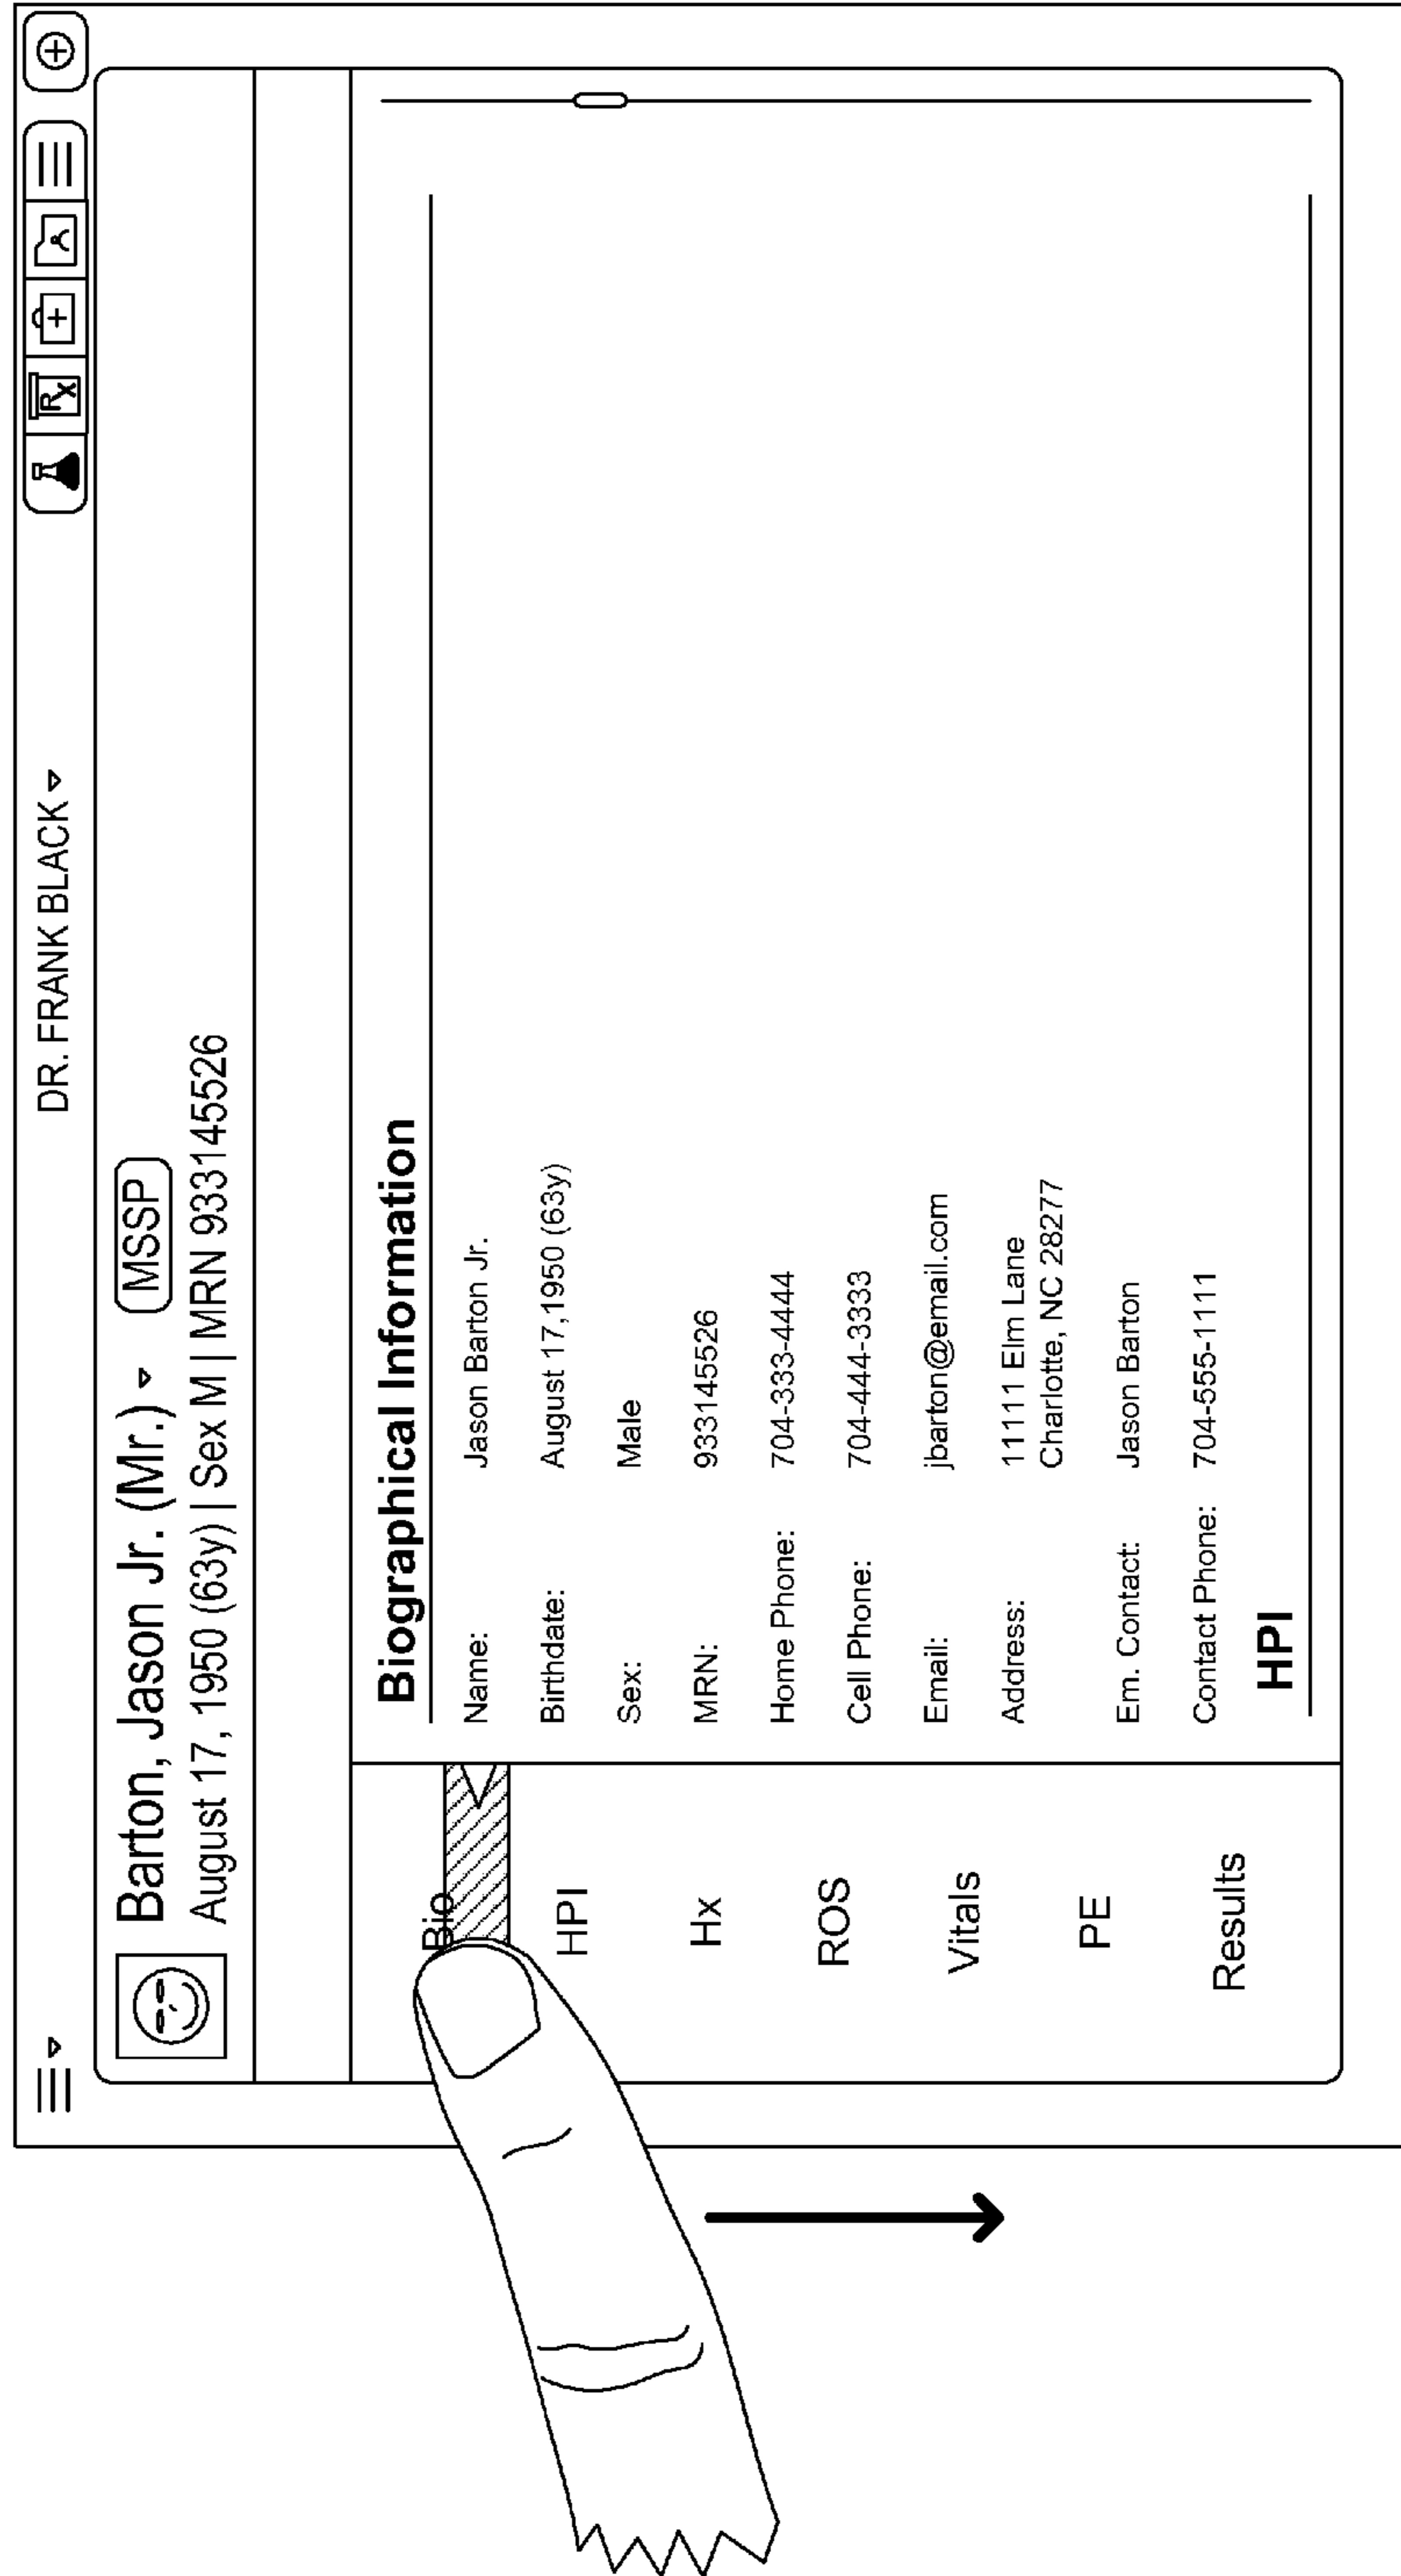 DR. FRANK BLACK
Rx
Barton, Jason Jr. (Mr.) MSSP
August 17, 1950 (63y) | Sex M | MRN 933145526
Bio
HPI
Hx
ROS
Vitals
PE
Results
Biographical Information
Name: Jason Barton Jr.
Birthdate: August 17,1950 (63y)
Sex: Male
MRN: 933145526
Home Phone: 704-333-4444
Cell Phone: 704-444-3333
Email: jbarton@email.com
Address: 11111 Elm Lane
Charlotte, NC 28277
Em. Contact: Jason Barton
Contact Phone: 704-555-1111
HPI